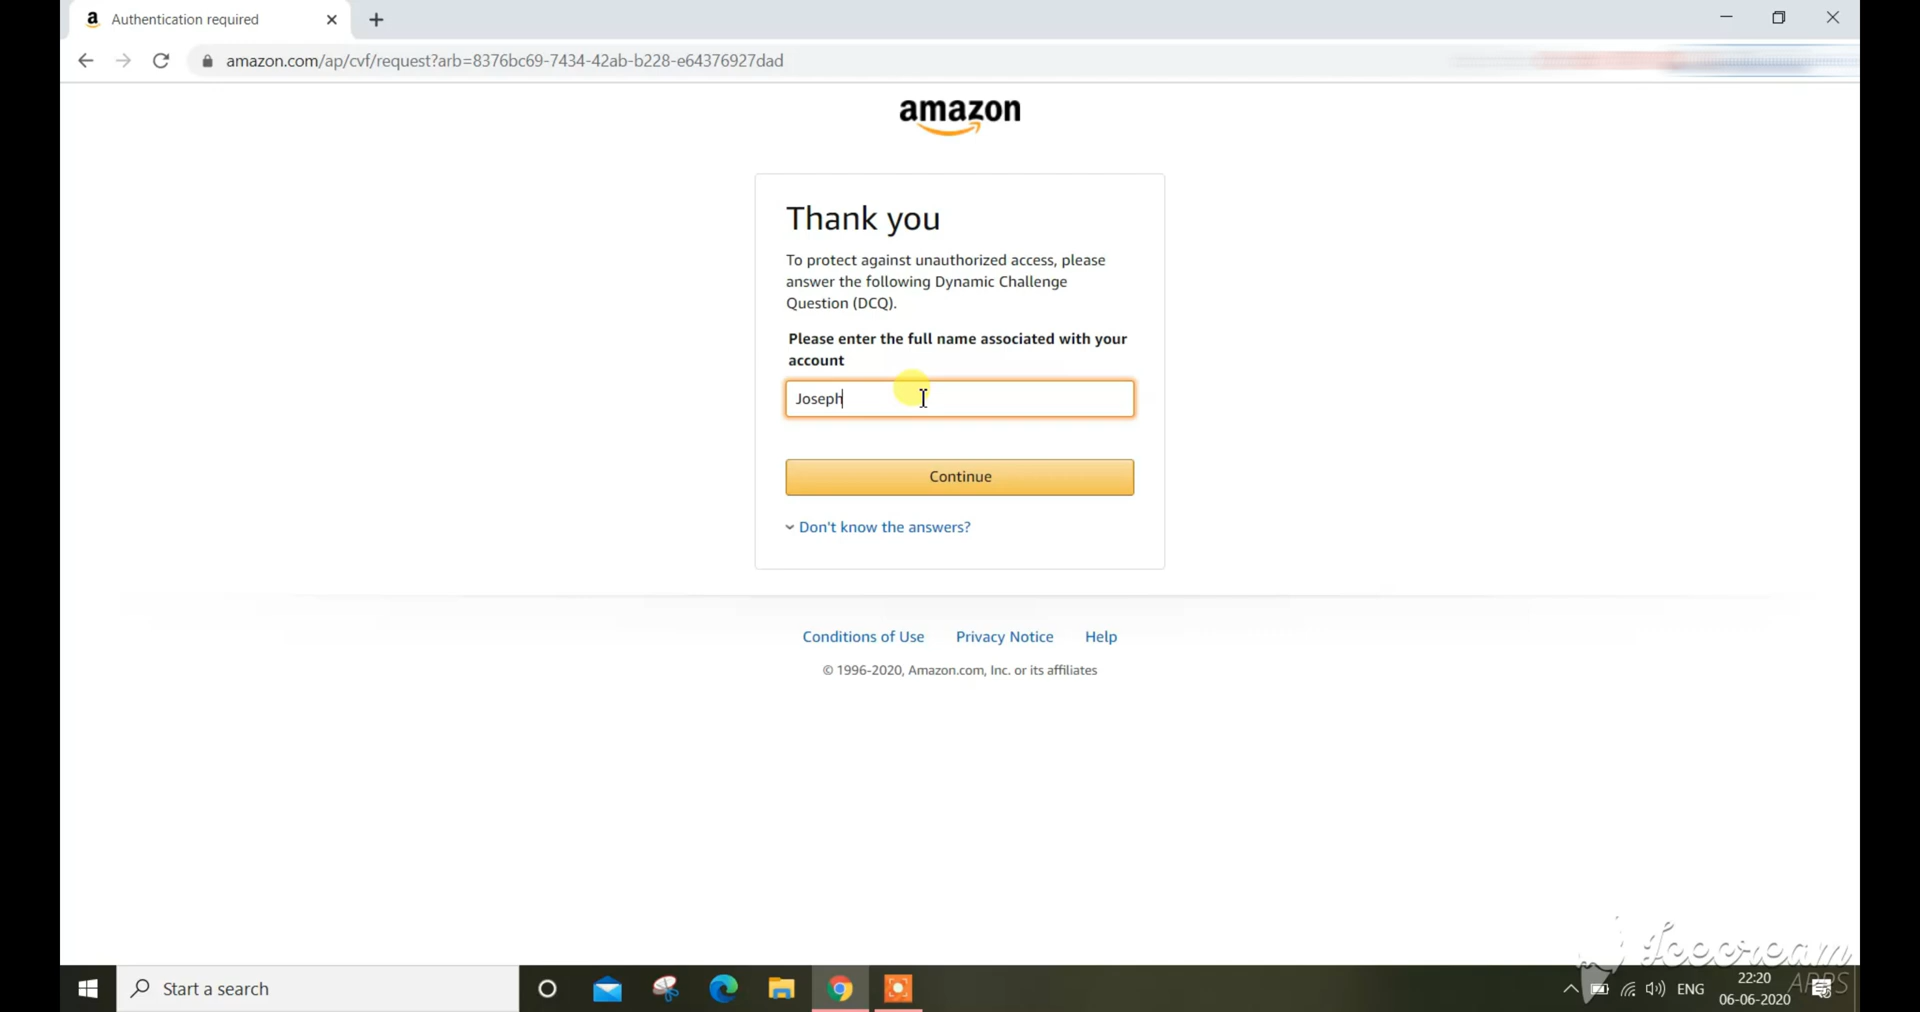 Authentication required
amazon.com/ap/cvf/request?arb=8376bc69-7434-42ab-b228-e64376927dad
amazon
Thank you
To protect against unauthorized access, please
answer the following Dynamic Challenge
Question (DCQ).
Please enter the full name associated with your
account
Joseph
Continue
Don't know the answers?
Conditions of Use Privacy Notice Help
© 1996-2020, Amazon.com, Inc. or its affiliates
Icecream
APPS
Start a search
ENG
22:20
06-06-2020